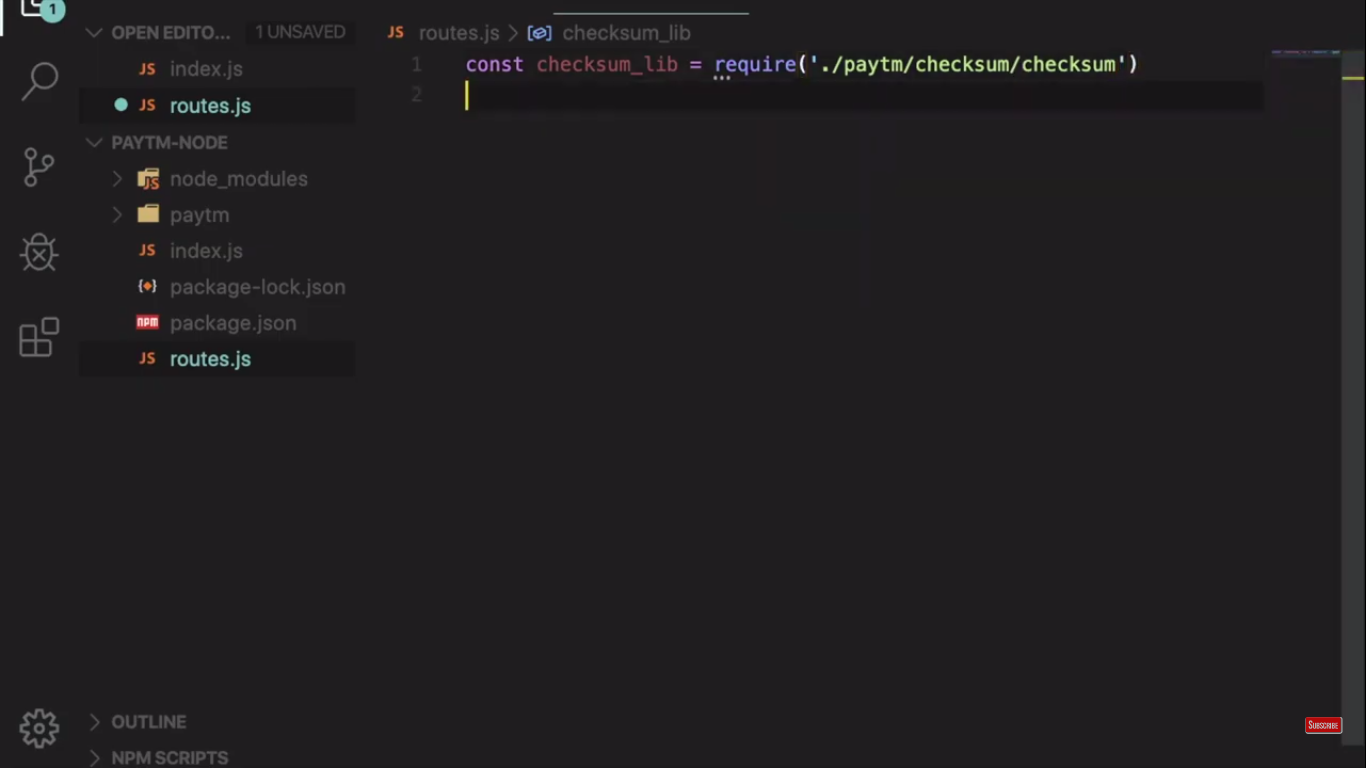 1
OPEN EDITO... 1 UNSAVED
JS routes.js > checksum_lib
JS index.js
1 const checksum_lib = require('./paytm/checksum/checksum')
2
JS routes.js
PAYTM-NODE
JS node_modules
paytm
JS index.js
package-lock.json
npm package.json
JS routes.js
OUTLINE
NPM SCRIPTS
SUBSCRIBE